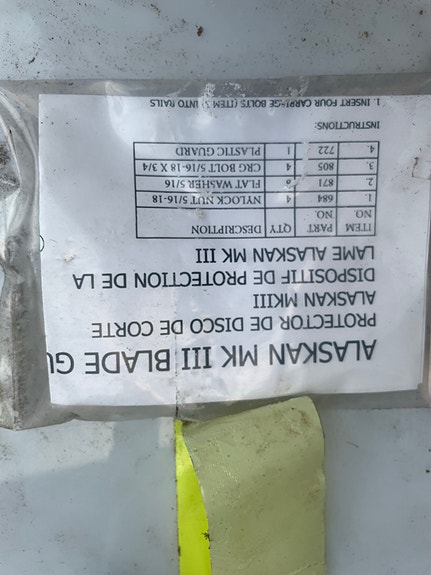 ALASKAN MK III BLADE GU
PROTECTOR DE DISCO DE CORTE
ALASKAN MKIII
DISPOSITIF DE PROTECTION DE LA
LAME ALASKAN MK III
ITEM NO PART NO. QTY DESCRIPTION
1. 684 4 NYLOCK NUT 5/16-18
2. 871 8 FLAT WASHER 5/16
3. 805 4 CRG BOLT 5/16-18 X 3/4
4. 722 1 PLASTIC GUARD
INSTRUCTIONS:
1. INSERT FOUR CARRIAGE BOLTS (ITEM 3) INTO RAILS